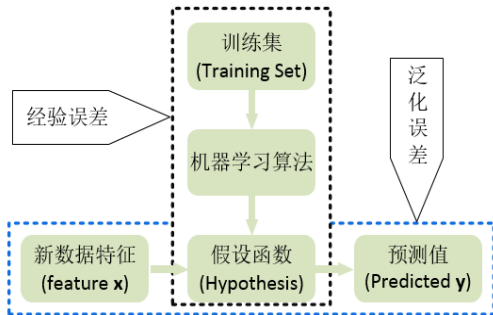 训练集
(Training Set)
经验误差
泛
化
误
差
机器学习算法
新数据特征
(feature x)
假设函数
(Hypothesis)
预测值
(Predicted y)